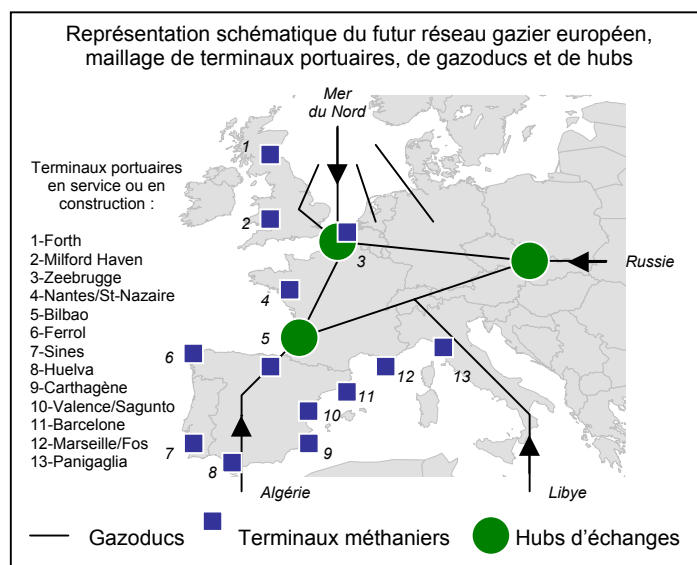 Représentation schématique du futur réseau gazier européen,
maillage de terminaux portuaires, de gazoducs et de hubs
Mer
du Nord
Terminaux portuaires
en service ou en
construction :
1-Forth
2-Milford Haven
3-Zeebrugge
4-Nantes/St-Nazaire
5-Bilbao
6-Ferrol
7-Sines
8-Huelva
9-Carthagène
10-Valence/Sagunto
11-Barcelone
12-Marseille/Fos
13-Panigaglia
1
2
3
Russie
4
5
6
12
13
11
10
7
9
8
Algérie
Libye
Gazoducs
Terminaux méthaniers
Hubs d'échanges